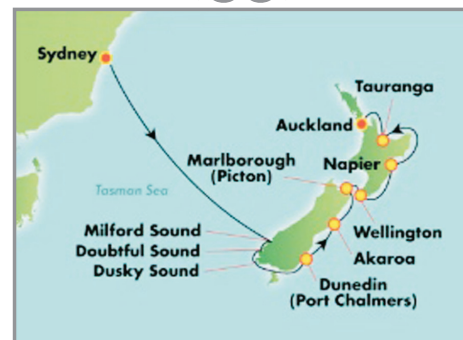 Sydney
Tauranga
Auckland
Marlborough
(Picton)
Napier
Tasman Sea
Wellington
Milford Sound
Doubtful Sound
Dusky Sound
Akaroa
Dunedin
(Port Chalmers)